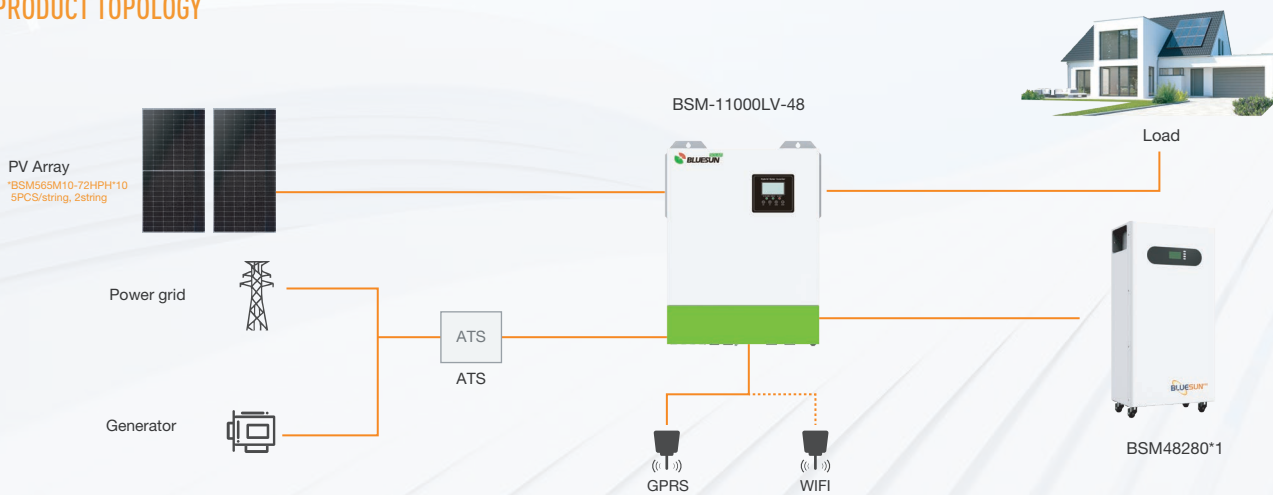 PRODUCT TOPOLOGY
BSM-11000LV-48
Load
BLUESUN
PV Array
*BSM565M10-72HPH*10
5PCS/string, 2string
Power grid
ATS
ATS
Generator
BLUESUN
BSM48280*1
GPRS
WIFI